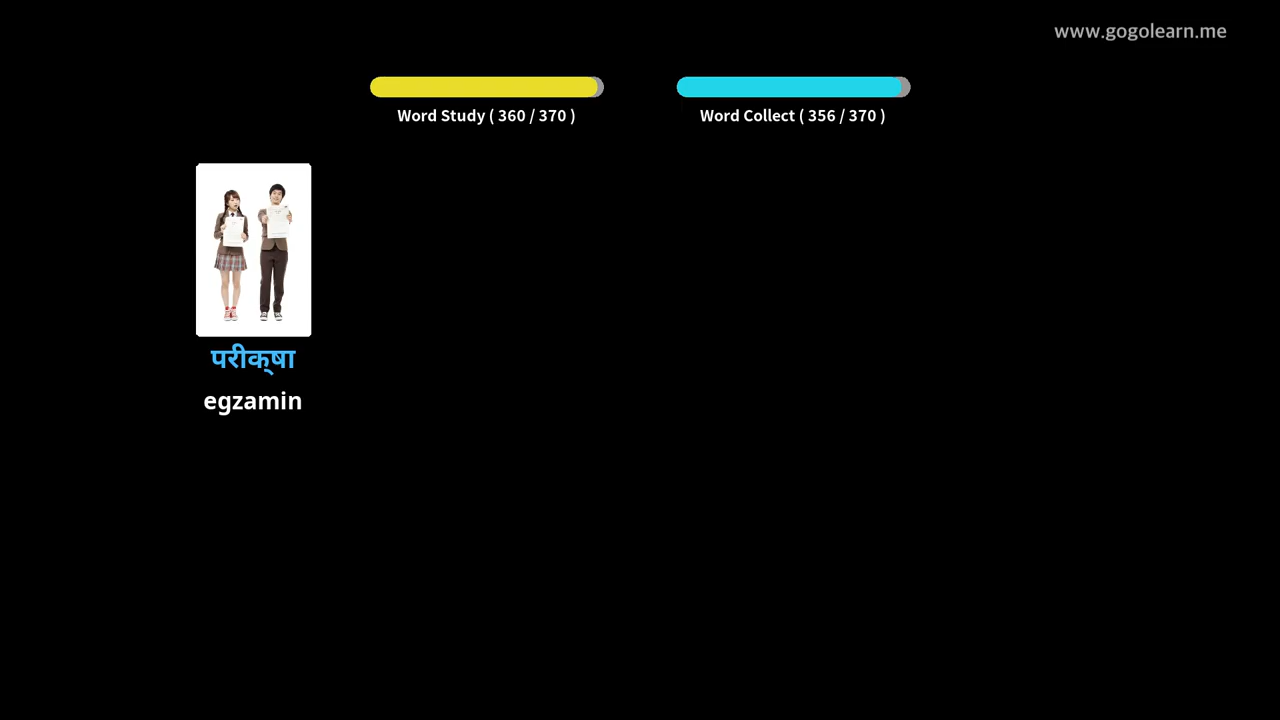 www.gogolearn.me
Word Study ( 360 / 370 )
Word Collect ( 356 / 370 )
परीक्षा
egzamin